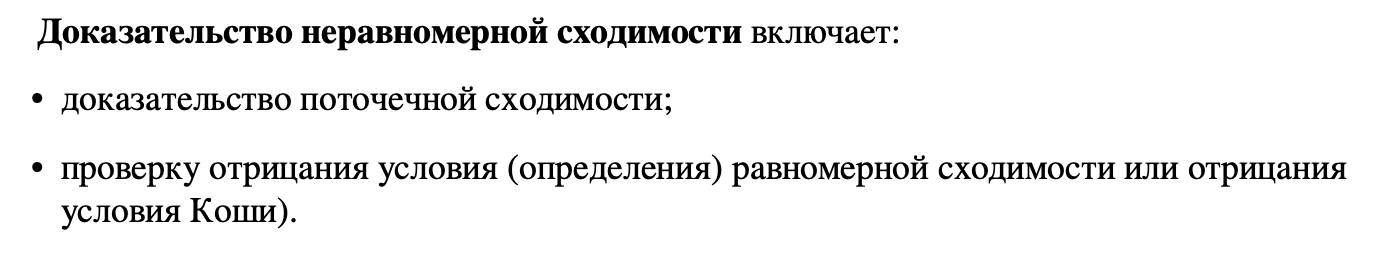 Доказательство неравномерной сходимости включает:
• доказательство поточечной сходимости;
• проверку отрицания условия (определения) равномерной сходимости или отрицания
условия Коши).